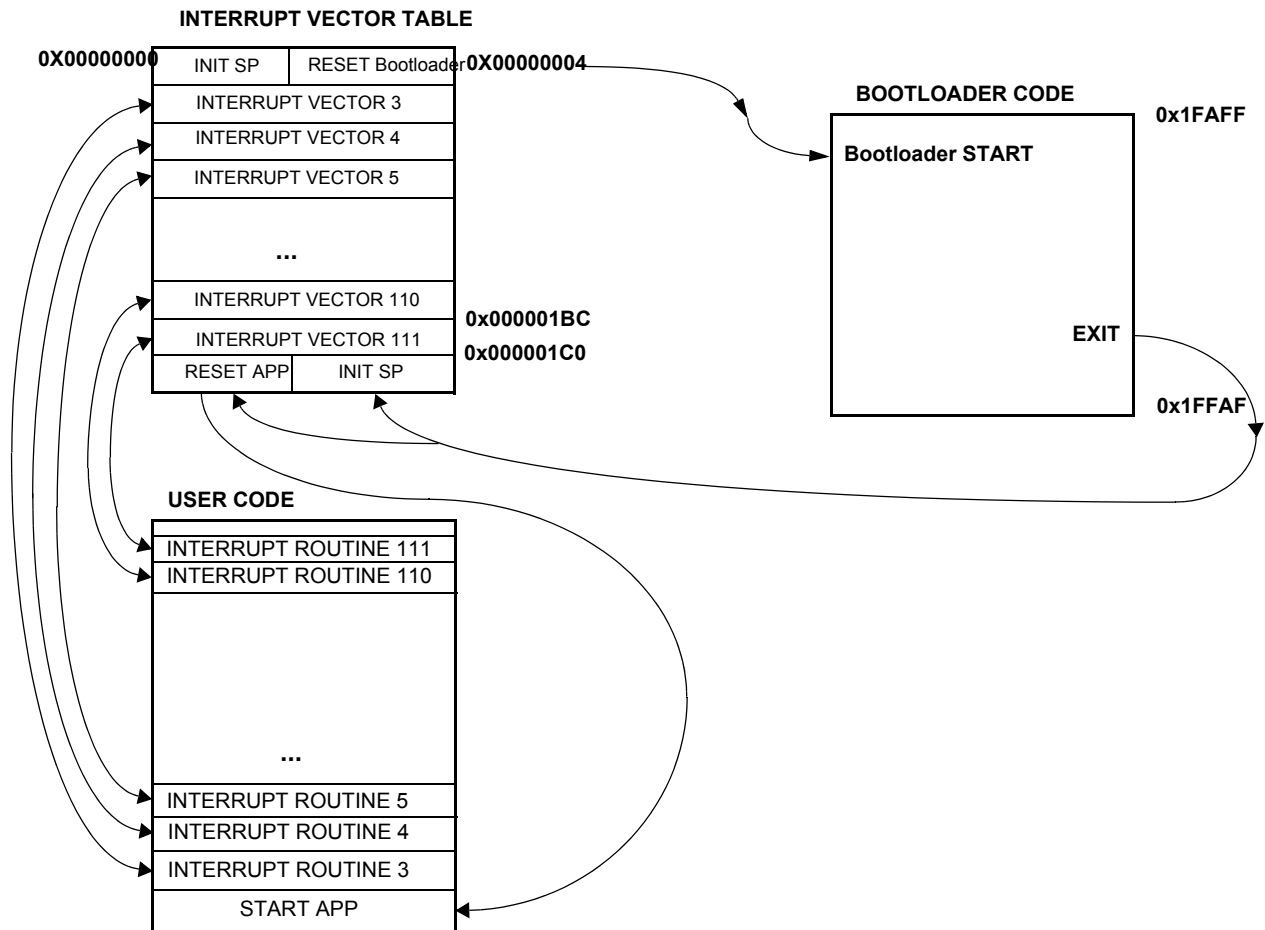 INTERRUPT VECTOR TABLE
0X00000000 INIT SP RESET Bootloader 0X00000004
INTERRUPT VECTOR 3
INTERRUPT VECTOR 4
INTERRUPT VECTOR 5
...
INTERRUPT VECTOR 110
0x000001BC
INTERRUPT VECTOR 111
0x000001C0
RESET APP INIT SP
BOOTLOADER CODE
0x1FAFF
Bootloader START
EXIT
0x1FFAF
USER CODE
INTERRUPT ROUTINE 111
INTERRUPT ROUTINE 110
...
INTERRUPT ROUTINE 5
INTERRUPT ROUTINE 4
INTERRUPT ROUTINE 3
START APP